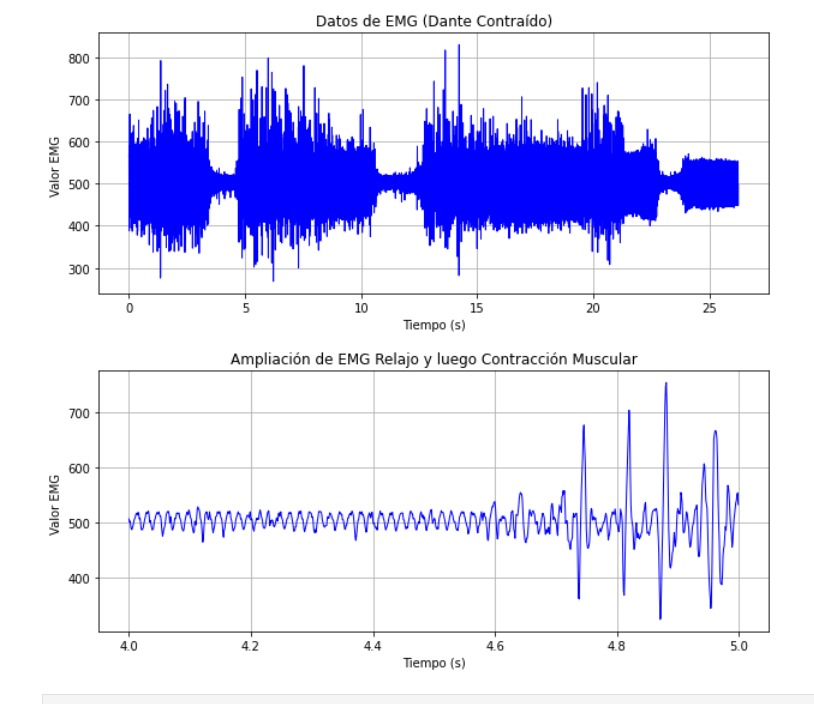 Datos de EMG (Dante Contraído)
800
700
600
500
400
300
Valor EMG
0 5 10 15 20 25
Tiempo (s)
Ampliación de EMG Relajo y luego Contracción Muscular
700
600
500
400
Valor EMG
4.0 4.2 4.4 4.6 4.8 5.0
Tiempo (s)